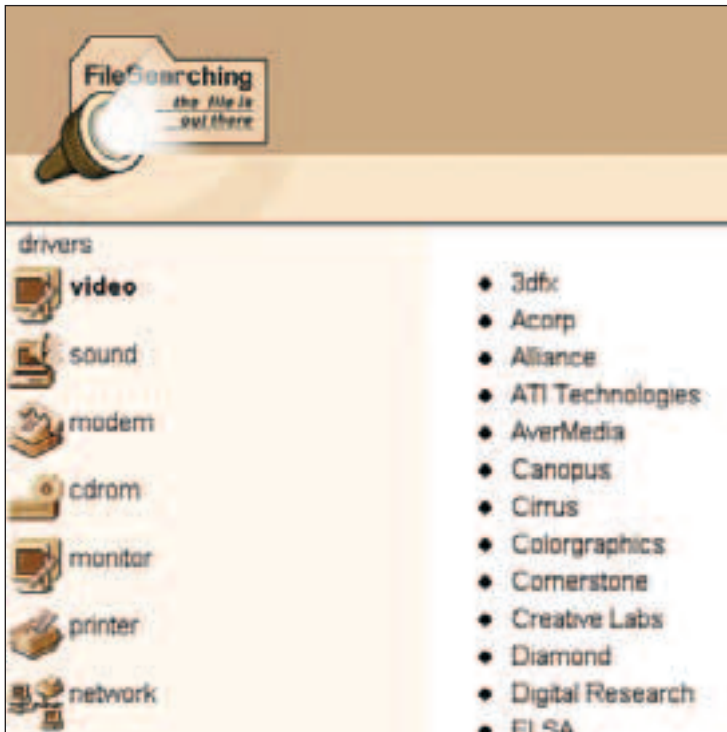 FileSearching
the file is
out there
drivers
video
sound
modem
cdrom
monitor
printer
network
3dfx
Acorp
Alliance
ATI Technologies
AverMedia
Canopus
Cirrus
Colorgraphics
Cornerstone
Creative Labs
Diamond
Digital Research
ELSA